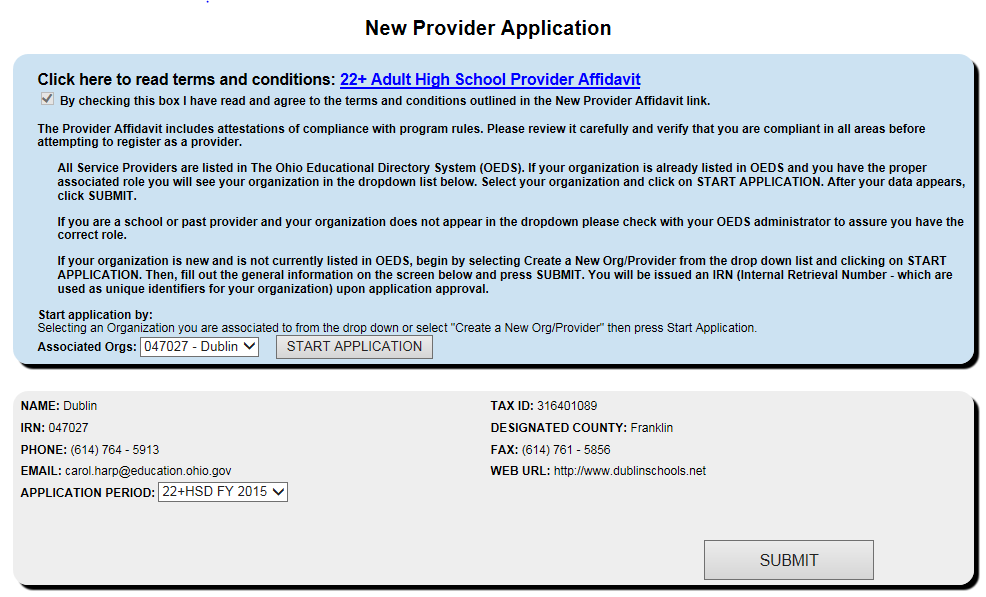 New Provider Application
Click here to read terms and conditions: 22+ Adult High School Provider Affidavit
By checking this box I have read and agree to the terms and conditions outlined in the New Provider Affidavit link.
The Provider Affidavit includes attestations of compliance with program rules. Please review it carefully and verify that you are compliant in all areas before
attempting to register as a provider.
All Service Providers are listed in The Ohio Educational Directory System (OEDS). If your organization is already listed in OEDS and you have the proper
associated role you will see your organization in the dropdown list below. Select your organization and click on START APPLICATION. After your data appears,
click SUBMIT.
If you are a school or past provider and your organization does not appear in the dropdown please check with your OEDS administrator to assure you have the
correct role.
If your organization is new and is not currently listed in OEDS, begin by selecting Create a New Org/Provider from the drop down list and clicking on START
APPLICATION. Then, fill out the general information on the screen below and press SUBMIT. You will be issued an IRN (Internal Retrieval Number - which are
used as unique identifiers for your organization) upon application approval.
Start application by:
Selecting an Organization you are associated to from the drop down or select "Create a New Org/Provider" then press Start Application.
Associated Orgs: 047027 - Dublin START APPLICATION
NAME: Dublin TAX ID: 316401089
IRN: 047027 DESIGNATED COUNTY: Franklin
PHONE: (614) 764 - 5913 FAX: (614) 761 - 5856
EMAIL: carol.harp@education.ohio.gov WEB URL: http://www.dublinschools.net
APPLICATION PERIOD: 22+HSD FY 2015
SUBMIT